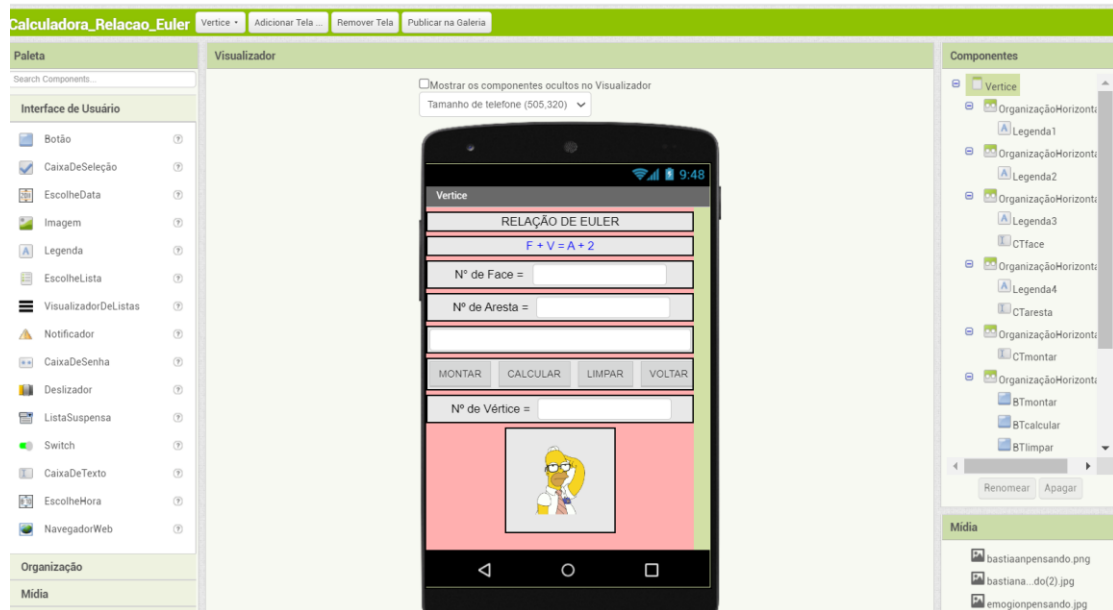 Calculadora_Relacao_Euler Vertice Adicionar Tela ... Remover Tela Publicar na Galeria
Paleta
Search Components...
Interface de Usuário
Botão
CaixaDeSeleção
EscolheData
Imagem
Legenda
EscolheLista
VisualizadorDeListas
Notificador
CaixaDeSenha
Deslizador
ListaSuspensa
Switch
CaixaDeTexto
EscolheHora
NavegadorWeb
Organização
Mídia
Visualizador
Mostrar os componentes ocultos no Visualizador
Tamanho de telefone (505,320)
9:48
Vertice
RELAÇÃO DE EULER
F + V = A + 2
N° de Face =
Nº de Aresta =
MONTAR CALCULAR LIMPAR VOLTAR
Nº de Vértice =
Componentes
Vertice
OrganizaçãoHorizonta
Legenda1
OrganizaçãoHorizonta
Legenda2
OrganizaçãoHorizonta
Legenda3
CTface
OrganizaçãoHorizonta
Legenda4
CTaresta
OrganizaçãoHorizonta
CTmontar
OrganizaçãoHorizonta
BTmontar
BTcalcular
BTlimpar
Renomear Apagar
Mídia
bastiaanpensando.png
bastiana...do(2).jpg
emogionpensando.jpg